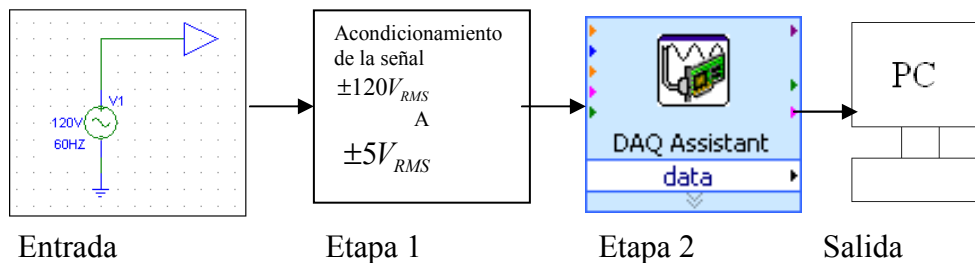 V1
120V
60HZ
Acondicionamiento
de la señal
±120V_RMS
A
±5V_RMS
DAQ Assistant
data
PC
Entrada
Etapa 1
Etapa 2
Salida